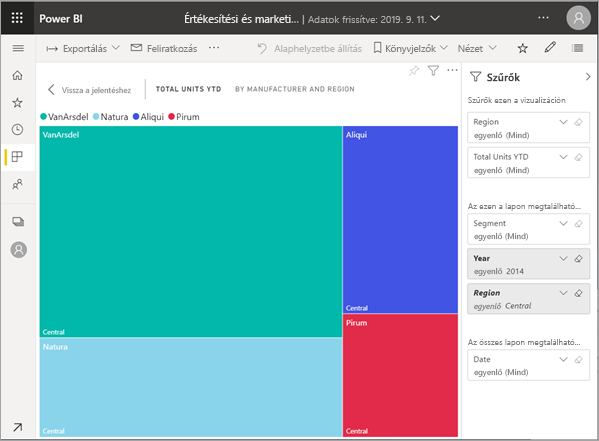 Power BI
Értékesítési és marketi... | Adatok frissítve: 2019. 9. 11.
Exportálás
Feliratkozás
Alaphelyzetbe állítás
Könyvjelzők
Nézet
Vissza a jelentéshez
TOTAL UNITS YTD
BY MANUFACTURER AND REGION
VanArsdel Natura Aliqui Pirum
VanArsdel
Central
Natura
Central
Aliqui
Central
Pirum
Central
Szűrők
Szűrők ezen a vizualizáción
Region
egyenlő (Mind)
Total Units YTD
egyenlő (Mind)
Az ezen a lapon megtalálható...
Segment
egyenlő (Mind)
Year
egyenlő 2014
Region
egyenlő Central
Az összes lapon megtalálható...
Date
egyenlő (Mind)